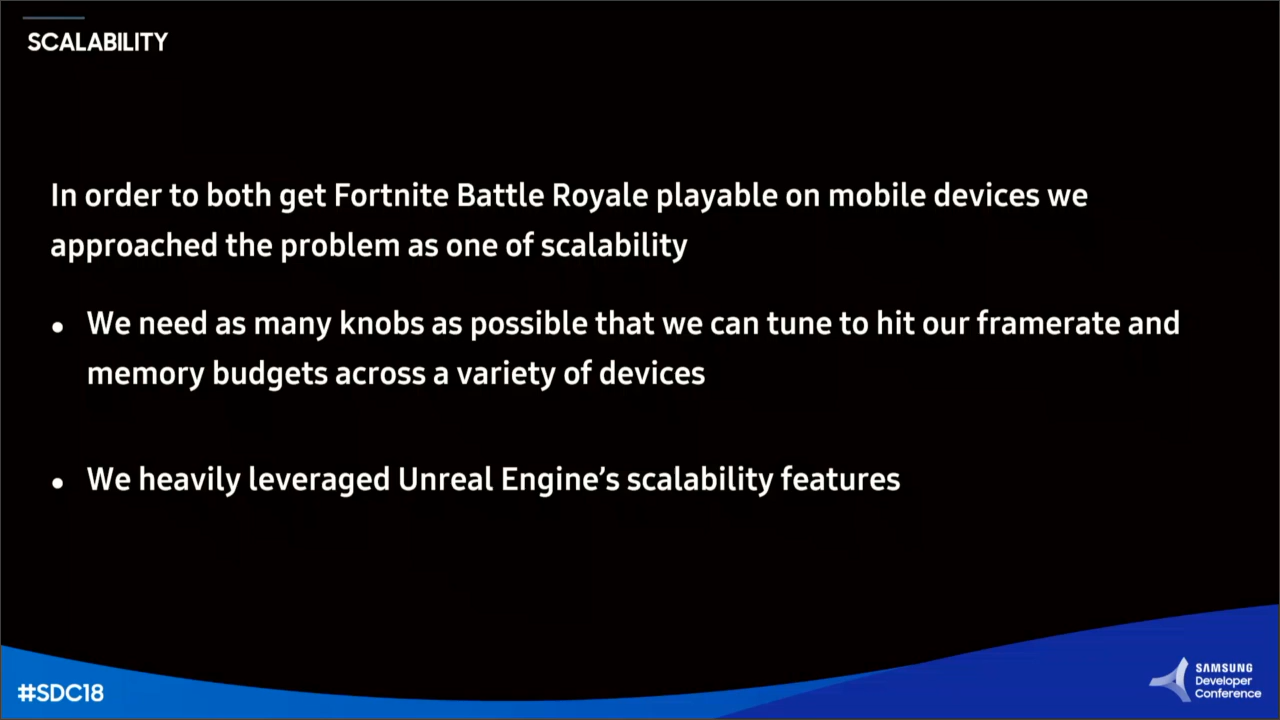 SCALABILITY
In order to both get Fortnite Battle Royale playable on mobile devices we
approached the problem as one of scalability
• We need as many knobs as possible that we can tune to hit our framerate and
memory budgets across a variety of devices
• We heavily leveraged Unreal Engine’s scalability features
#SDC18
SAMSUNG
Developer
Conference